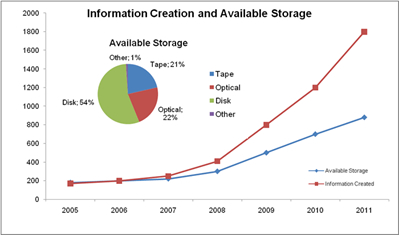 Information Creation and Available Storage
2000
1800
1600
1400
1200
1000
800
600
400
200
0
Available Storage
Other; 1%
Tape; 21%
Disk; 54%
Optical;
22%
Tape
Optical
Disk
Other
Available Storage
Information Created
2005 2006 2007 2008 2009 2010 2011